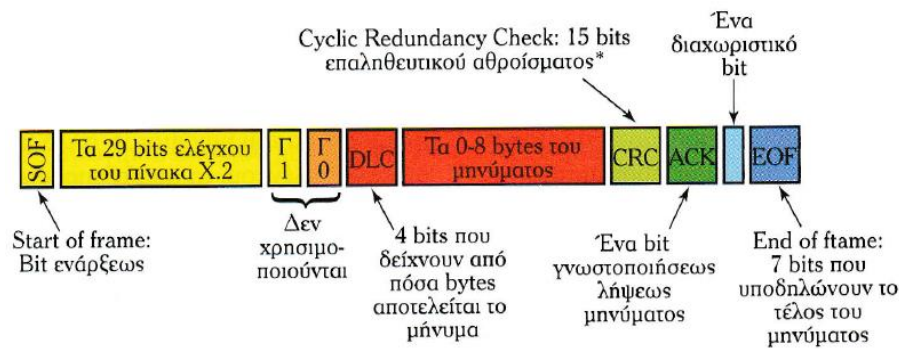 Cyclic Redundancy Check: 15 bits
επαληθευτικού αθροίσματος*
Ένα
διαχωριστικό
bit
SOF
Τα 29 bits ελέγχου
του πίνακα Χ.2
Γ
1
Γ
0
DLC
Τα 0-8 bytes του
μηνύματος
CRC
ACK
EOF
Start of frame:
Bit ενάρξεως
Δεν
χρησιμο-
ποιούνται
4 bits που
δείχνουν από
πόσα bytes
αποτελείται το
μήνυμα
Ένα bit
γνωστοποιήσεως
λήψεως
μηνύματος
End of ftame:
7 bits που
υποδηλώνουν το
τέλος του
μηνύματος